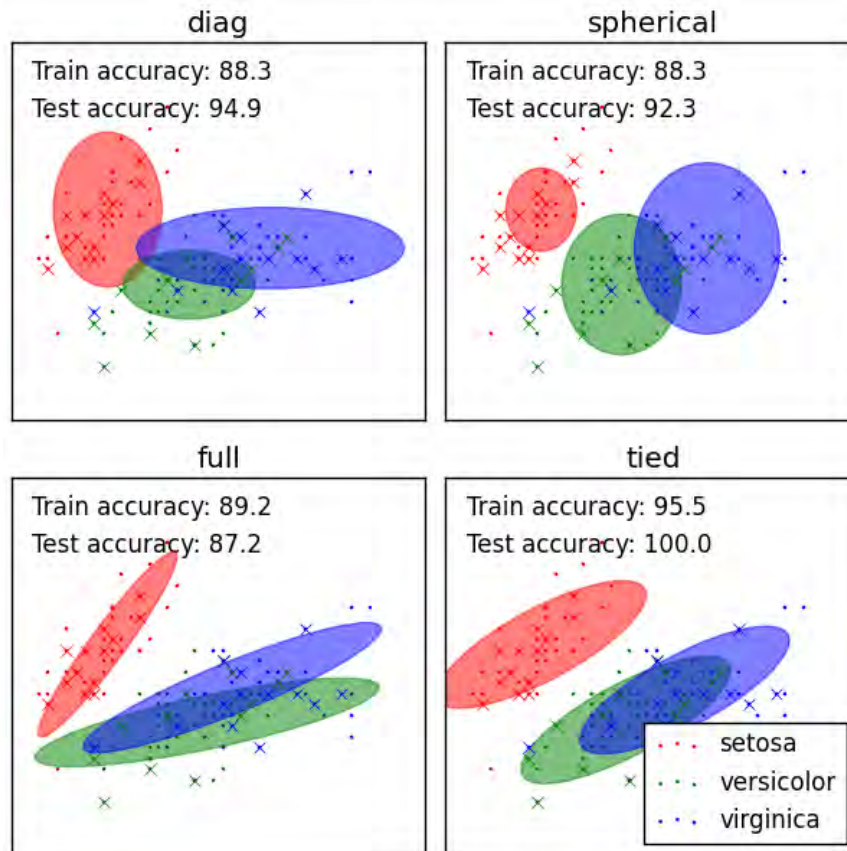 diag
Train accuracy: 88.3
Test accuracy: 94.9
spherical
Train accuracy: 88.3
Test accuracy: 92.3
full
Train accuracy: 89.2
Test accuracy: 87.2
tied
Train accuracy: 95.5
Test accuracy: 100.0
setosa
versicolor
virginica